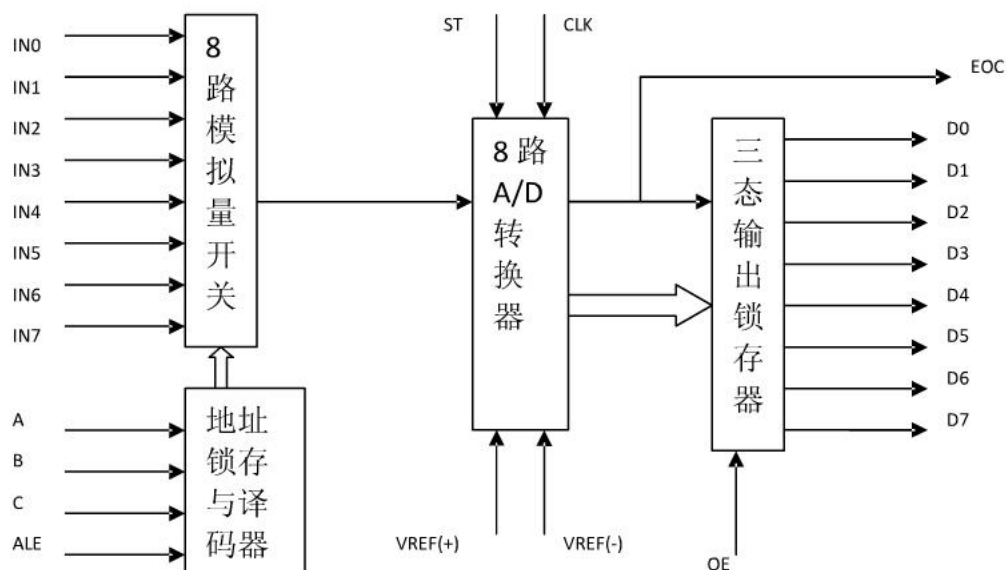 IN0
IN1
IN2
IN3
IN4
IN5
IN6
IN7
8
路
模
拟
量
开
关
A
B
C
ALE
地址
锁存
与译
码器
ST
CLK
8 路
A/D
转
换
器
VREF(+)
VREF(-)
三
态
输
出
锁
存
器
OE
EOC
D0
D1
D2
D3
D4
D5
D6
D7